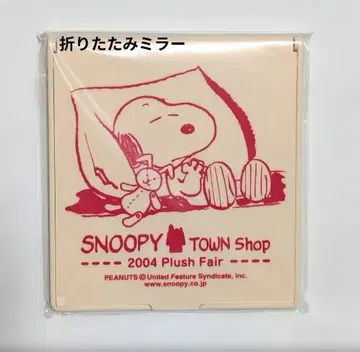 折りたたみミラー
SNOOPY TOWN Shop
2004 Plush Fair
PEANUTS © United Feature Syndicate, Inc.
www.snoopy.co.jp